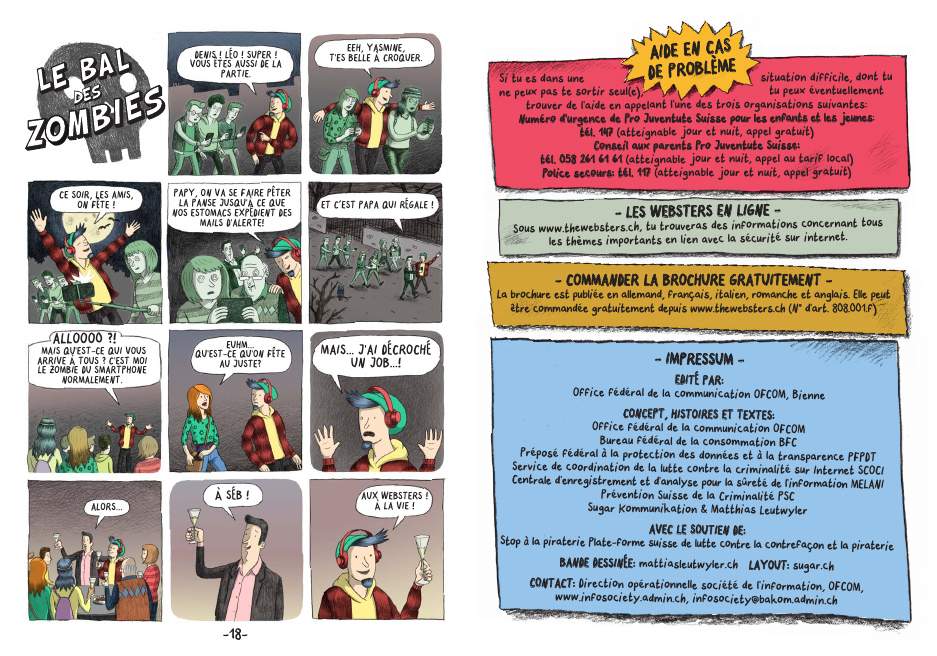 LE BAL
DES
ZOMBIES
DENIS ! LÉO ! SUPER !
VOUS ÊTES AUSSI DE LA
PARTIE.
EEH, YASMINE,
T'ES BELLE À CROQUER.
CE SOIR, LES AMIS,
ON FÊTE !
PAPY, ON VA SE FAIRE PÉTER
LA PANSE JUSQU'À CE QUE
NOS ESTOMACS EXPÉDIENT DES
MAILS D'ALERTE!
ET C'EST PAPA QUI RÉGALE !
ALLOOOO ?!
MAIS QU'EST-CE QUI VOUS
ARRIVE À TOUS ? C'EST MOI
LE ZOMBIE DU SMARTPHONE
NORMALEMENT.
EUHM...
QU'EST-CE QU'ON FÊTE
AU JUSTE?
MAIS... J'AI DÉCROCHÉ
UN JOB...!
ALORS...
À SÉB !
AUX WEBSTERS !
À LA VIE !
-18-
AIDE EN CAS
DE PROBLÈME
Si tu es dans une situation difficile, dont tu
ne peux pas te sortir seul(e), tu peux éventuellement
trouver de l'aide en appelant l'une des trois organisations suivantes:
Numéro d'urgence de Pro Juventute Suisse pour les enfants et les jeunes:
tél. 147 (atteignable jour et nuit, appel gratuit)
Conseil aux parents Pro Juventute Suisse:
tél. 058 261 61 61 (atteignable jour et nuit, appel au tarif local)
Police secours: tél. 117 (atteignable jour et nuit, appel gratuit)
- LES WEBSTERS EN LIGNE -
Sous www.thewebsters.ch, tu trouveras des informations concernant tous
les thèmes importants en lien avec la sécurité sur internet.
- COMMANDER LA BROCHURE GRATUITEMENT -
La brochure est publiée en allemand, français, italien, romanche et anglais. Elle peut
être commandée gratuitement depuis www.thewebsters.ch (N° d'art. 808.001.F)
- IMPRESSUM -
EDITÉ PAR:
Office fédéral de la communication OFCOM, Bienne
CONCEPT, HISTOIRES ET TEXTES:
Office fédéral de la communication OFCOM
Bureau fédéral de la consommation BFC
Préposé fédéral à la protection des données et à la transparence PFPDT
Service de coordination de la lutte contre la criminalité sur Internet SCOCI
Centrale d'enregistrement et d'analyse pour la sûreté de l'information MELANI
Prévention Suisse de la Criminalité PSC
Sugar Kommunikation & Matthias Leutwyler
AVEC LE SOUTIEN DE:
Stop à la piraterie Plate-forme suisse de lutte contre la contrefaçon et la piraterie
BANDE DESSINÉE: mattiasleutwyler.ch LAYOUT: sugar.ch
CONTACT: Direction opérationnelle société de l'information, OFCOM,
www.infosociety.admin.ch, infosociety@bakom.admin.ch